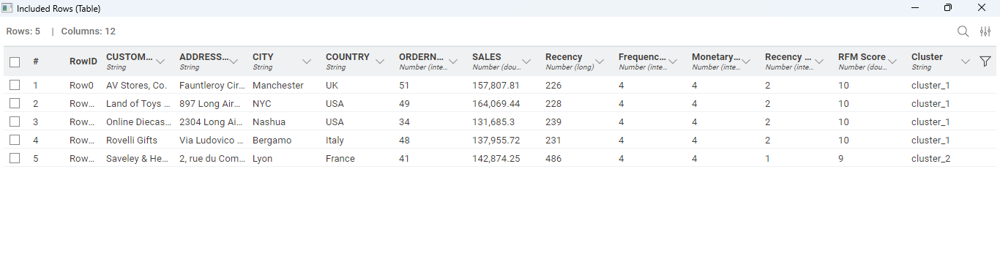 Included Rows (Table)
Rows: 5 | Columns: 12
# RowID CUSTOM... ADDRESS... CITY COUNTRY ORDERN... SALES Recency Frequenc... Monetary... Recency ... RFM Score Cluster
String String String String Number (inte... Number (dou... Number (long) Number (inte... Number (inte... Number (inte... Number (dou... String
1 Row0 AV Stores, Co. Fauntleroy Cir... Manchester UK 51 157,807.81 226 4 4 2 10 cluster_1
2 Row... Land of Toys ... 897 Long Air... NYC USA 49 164,069.44 228 4 4 2 10 cluster_1
3 Row... Online Diecas... 2304 Long Ai... Nashua USA 34 131,685.3 239 4 4 2 10 cluster_1
4 Row... Rovelli Gifts Via Ludovico ... Bergamo Italy 48 137,955.72 231 4 4 2 10 cluster_1
5 Row... Saveley & He... 2, rue du Com... Lyon France 41 142,874.25 486 4 4 1 9 cluster_2